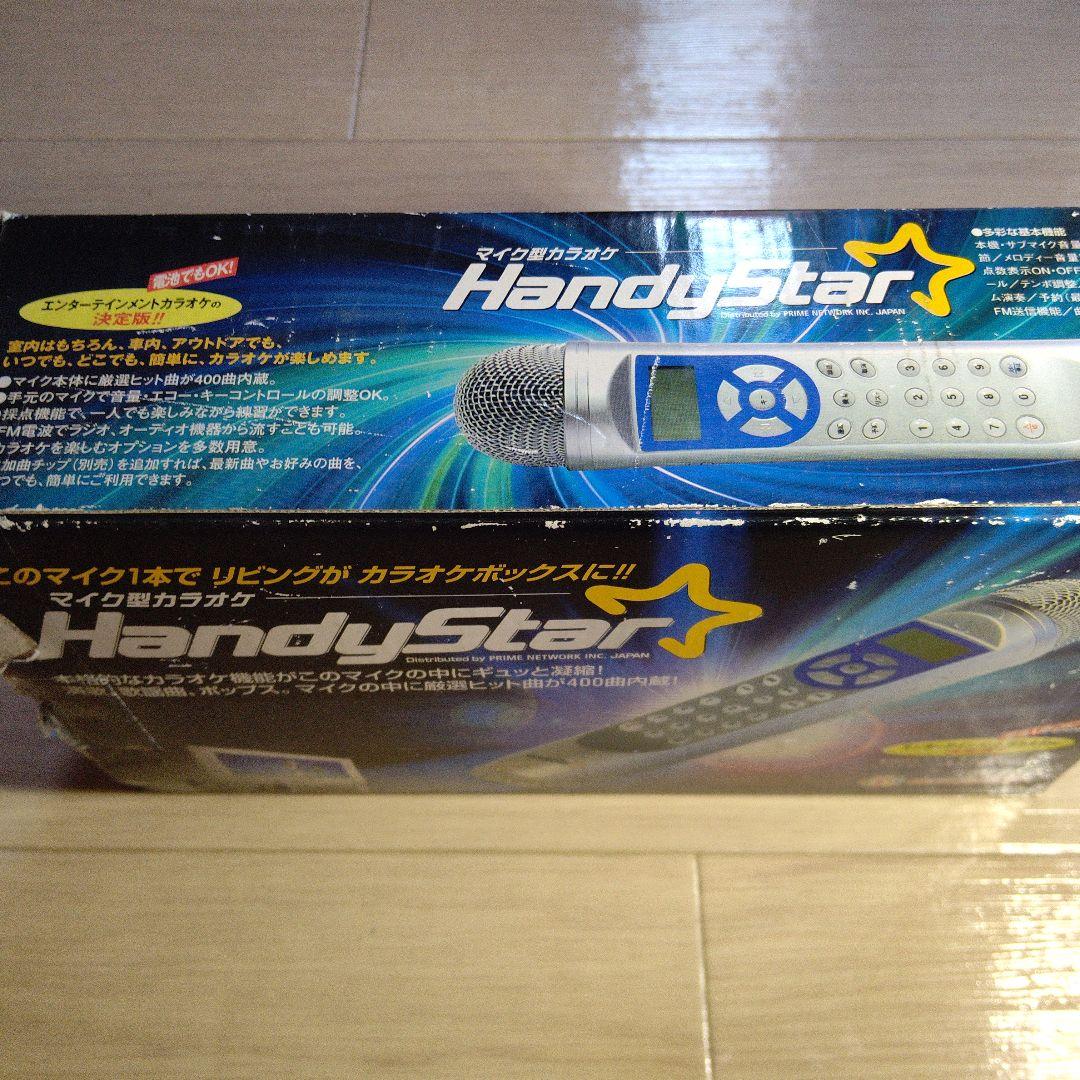 電池でもOK!
エンターテインメントカラオケの
決定版!!
室内はもちろん、車内、アウトドアでも、
いつでも、どこでも、簡単に、カラオケが楽しめます。
●マイク本体に厳選ヒット曲が400曲内蔵。
●手元のマイクで音量・エコー・キーコントロールの調整OK。
採点機能で、一人でも楽しみながら練習ができます。
FM電波でラジオ、オーディオ機器から流すことも可能。
カラオケを楽しむオプションを多数用意。
加曲チップ(別売)を追加すれば、最新曲やお好みの曲を、
つでも、簡単にご利用できます。
マイク型カラオケ
HandyStar
Distributed by PRIME NETWORK INC. JAPAN
●多彩な基本機能
本機・サブマイク音量
節/メロディー音量
点数表示ON・OFF
ール/テンポ調整
ム演奏/予約(最
FM送信機能
3 6 9
2 5 8 0
1 4 7
このマイク1本で リビングが カラオケボックスに!!
マイク型カラオケ
HandyStar
Distributed by PRIME NETWORK INC. JAPAN
本格的なカラオケ機能がこのマイクの中にギュッと凝縮!
歌謡曲、ポップス。マイクの中に厳選ヒット曲が400曲内蔵!